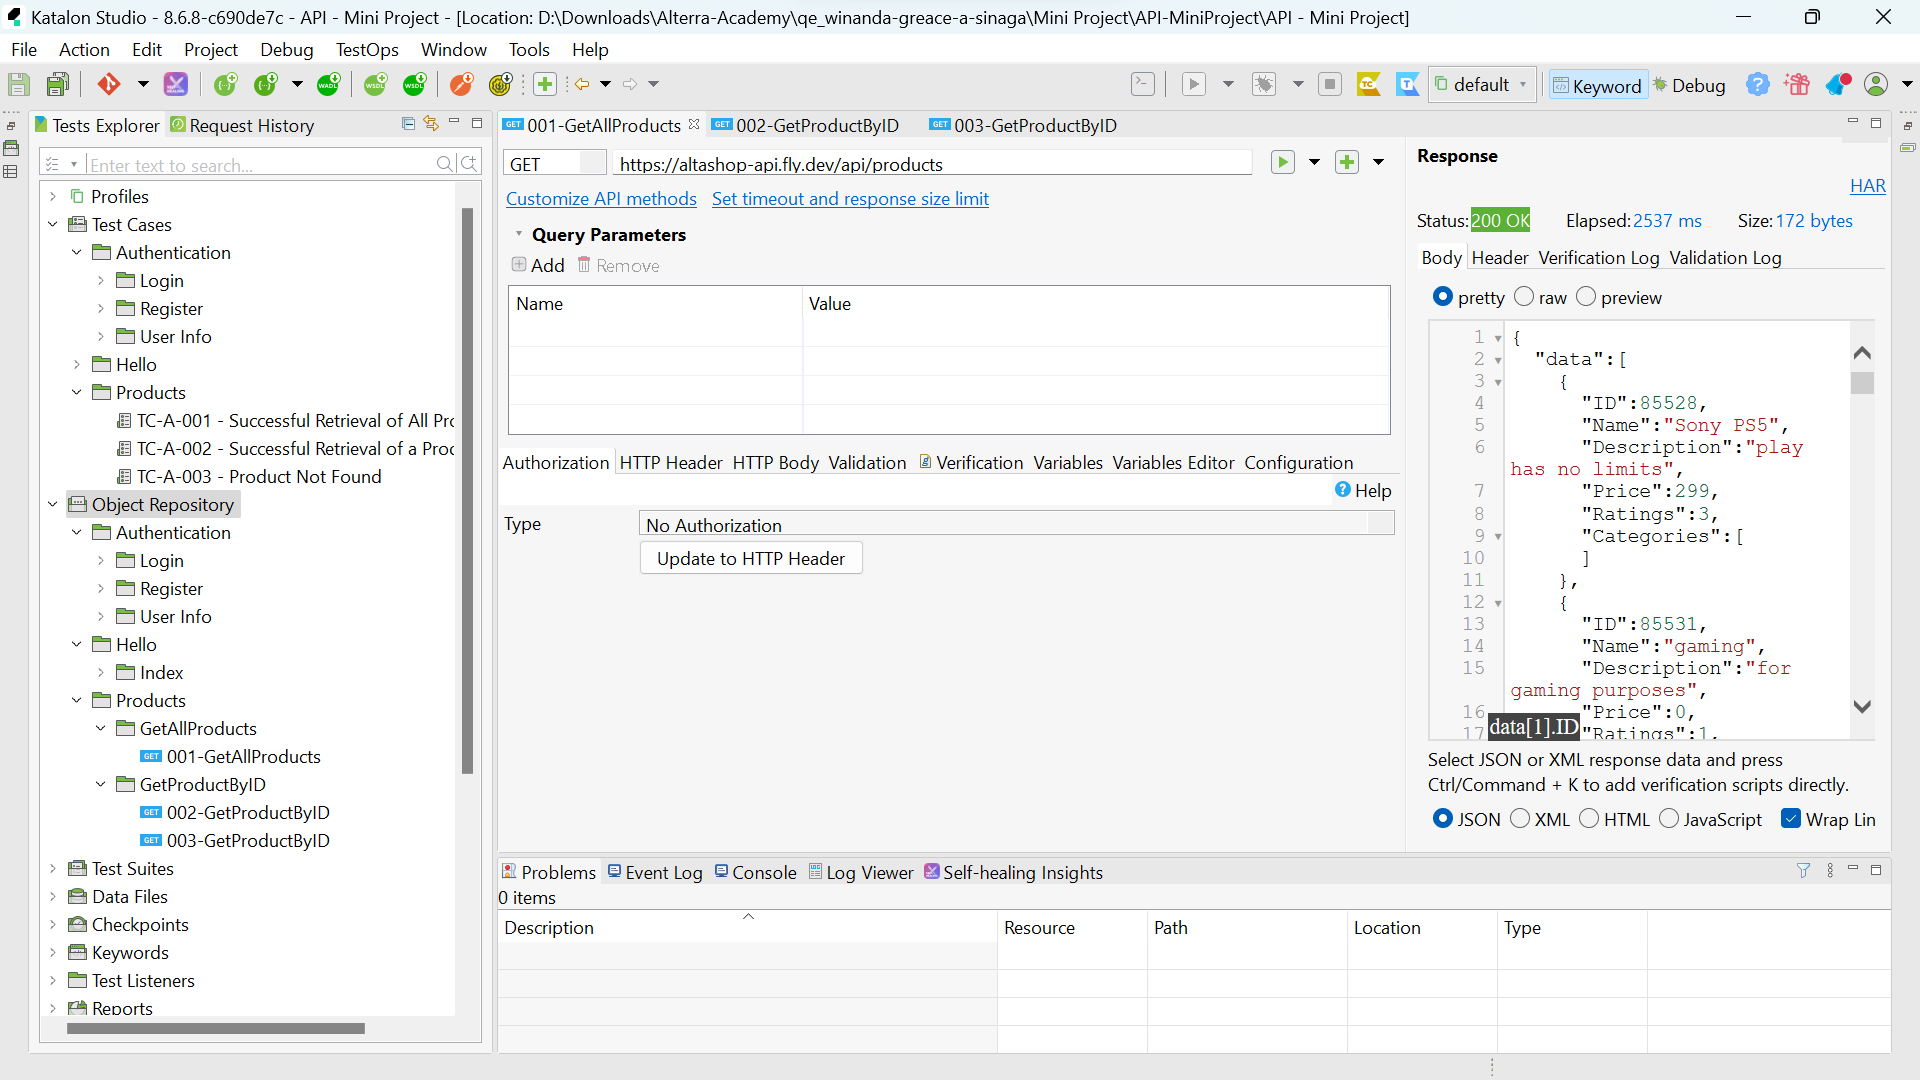 Katalon Studio - 8.6.8-c690de7c - API - Mini Project - [Location: D:\Downloads\Alterra-Academy\qe_winanda-greace-a-sinaga\Mini Project\API-MiniProject\API - Mini Project]
File Action Edit Project Debug TestOps Window Tools Help
default Keyword Debug
Tests Explorer Request History
Enter text to search...
Profiles
Test Cases
Authentication
Login
Register
User Info
Hello
Products
TC-A-001 - Successful Retrieval of All Pro
TC-A-002 - Successful Retrieval of a Proc
TC-A-003 - Product Not Found
Object Repository
Authentication
Login
Register
User Info
Hello
Index
Products
GetAllProducts
GET 001-GetAllProducts
GetProductByID
GET 002-GetProductByID
GET 003-GetProductByID
Test Suites
Data Files
Checkpoints
Keywords
Test Listeners
Reports
GET 001-GetAllProducts GET 002-GetProductByID GET 003-GetProductByID
GET https://altashop-api.fly.dev/api/products
Customize API methods Set timeout and response size limit
Query Parameters
Add Remove
Name Value
Authorization HTTP Header HTTP Body Validation Verification Variables Variables Editor Configuration
Help
Type No Authorization
Update to HTTP Header
Response
HAR
Status: 200 OK Elapsed: 2537 ms Size: 172 bytes
Body Header Verification Log Validation Log
pretty raw preview
1 {
2 "data":[
3 {
4 "ID":85528,
5 "Name":"Sony PS5",
6 "Description":"play
has no limits",
7 "Price":299,
8 "Ratings":3,
9 "Categories":[
10 ]
11 },
12 {
13 "ID":85531,
14 "Name":"gaming",
15 "Description":"for
gaming purposes",
16 "Price":0,
17 "Ratings":1,
data[1].ID
Select JSON or XML response data and press
Ctrl/Command + K to add verification scripts directly.
JSON XML HTML JavaScript Wrap Lin
Problems Event Log Console Log Viewer Self-healing Insights
0 items
Description Resource Path Location Type